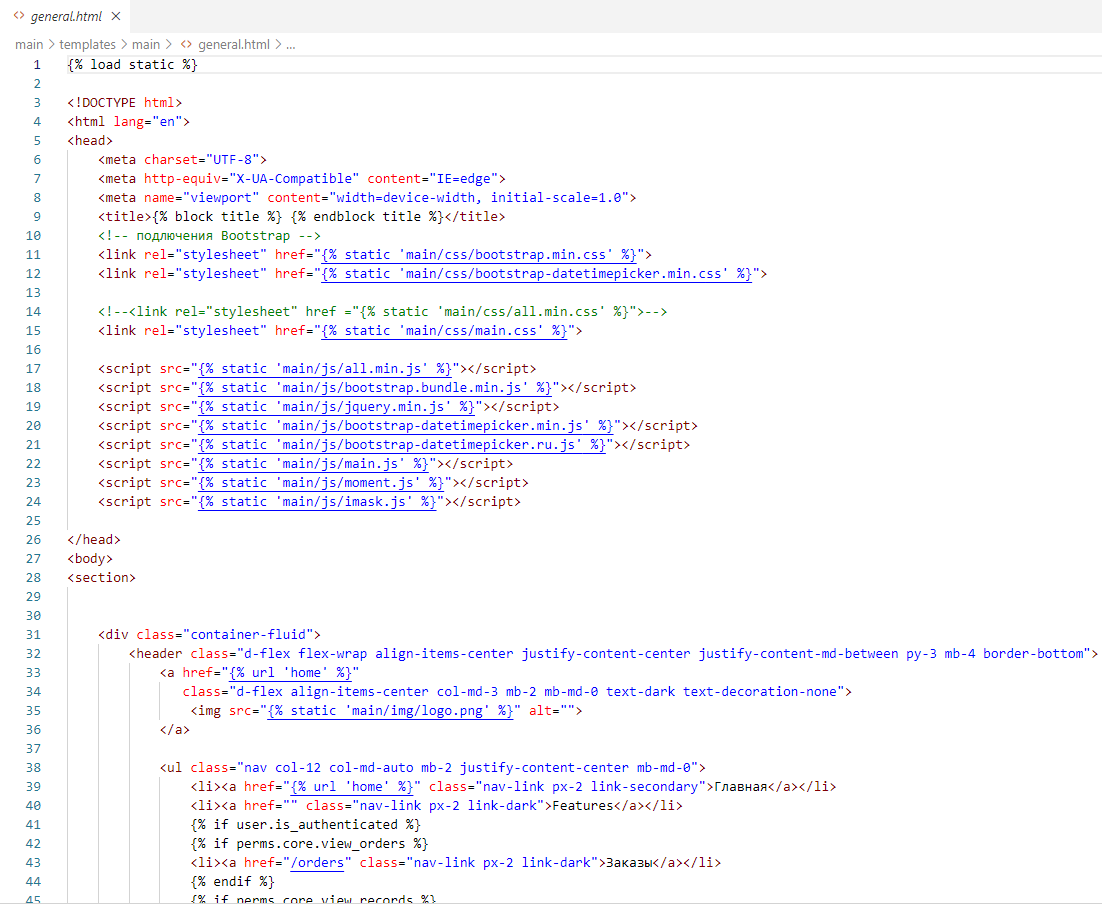 general.html
main > templates > main > general.html > ...
1 {% load static %}
2
3 <!DOCTYPE html>
4 <html lang="en">
5 <head>
6 <meta charset="UTF-8">
7 <meta http-equiv="X-UA-Compatible" content="IE=edge">
8 <meta name="viewport" content="width=device-width, initial-scale=1.0">
9 <title>{% block title %} {% endblock title %}</title>
10 <!-- подлючения Bootstrap -->
11 <link rel="stylesheet" href="{% static 'main/css/bootstrap.min.css' %}">
12 <link rel="stylesheet" href="{% static 'main/css/bootstrap-datetimepicker.min.css' %}">
13
14 <!--<link rel="stylesheet" href ="{% static 'main/css/all.min.css' %}">-->
15 <link rel="stylesheet" href="{% static 'main/css/main.css' %}">
16
17 <script src="{% static 'main/js/all.min.js' %}"></script>
18 <script src="{% static 'main/js/bootstrap.bundle.min.js' %}"></script>
19 <script src="{% static 'main/js/jquery.min.js' %}"></script>
20 <script src="{% static 'main/js/bootstrap-datetimepicker.min.js' %}"></script>
21 <script src="{% static 'main/js/bootstrap-datetimepicker.ru.js' %}"></script>
22 <script src="{% static 'main/js/main.js' %}"></script>
23 <script src="{% static 'main/js/moment.js' %}"></script>
24 <script src="{% static 'main/js/imask.js' %}"></script>
25
26 </head>
27 <body>
28 <section>
29
30
31 <div class="container-fluid">
32 <header class="d-flex flex-wrap align-items-center justify-content-center justify-content-md-between py-3 mb-4 border-bottom">
33 <a href="{% url 'home' %}"
34 class="d-flex align-items-center col-md-3 mb-2 mb-md-0 text-dark text-decoration-none">
35 <img src="{% static 'main/img/logo.png' %}" alt="">
36 </a>
37
38 <ul class="nav col-12 col-md-auto mb-2 justify-content-center mb-md-0">
39 <li><a href="{% url 'home' %}" class="nav-link px-2 link-secondary">Главная</a></li>
40 <li><a href="" class="nav-link px-2 link-dark">Features</a></li>
41 {% if user.is_authenticated %}
42 {% if perms.core.view_orders %}
43 <li><a href="/orders" class="nav-link px-2 link-dark">Заказы</a></li>
44 {% endif %}
45 {% if perms.core.view_records %}